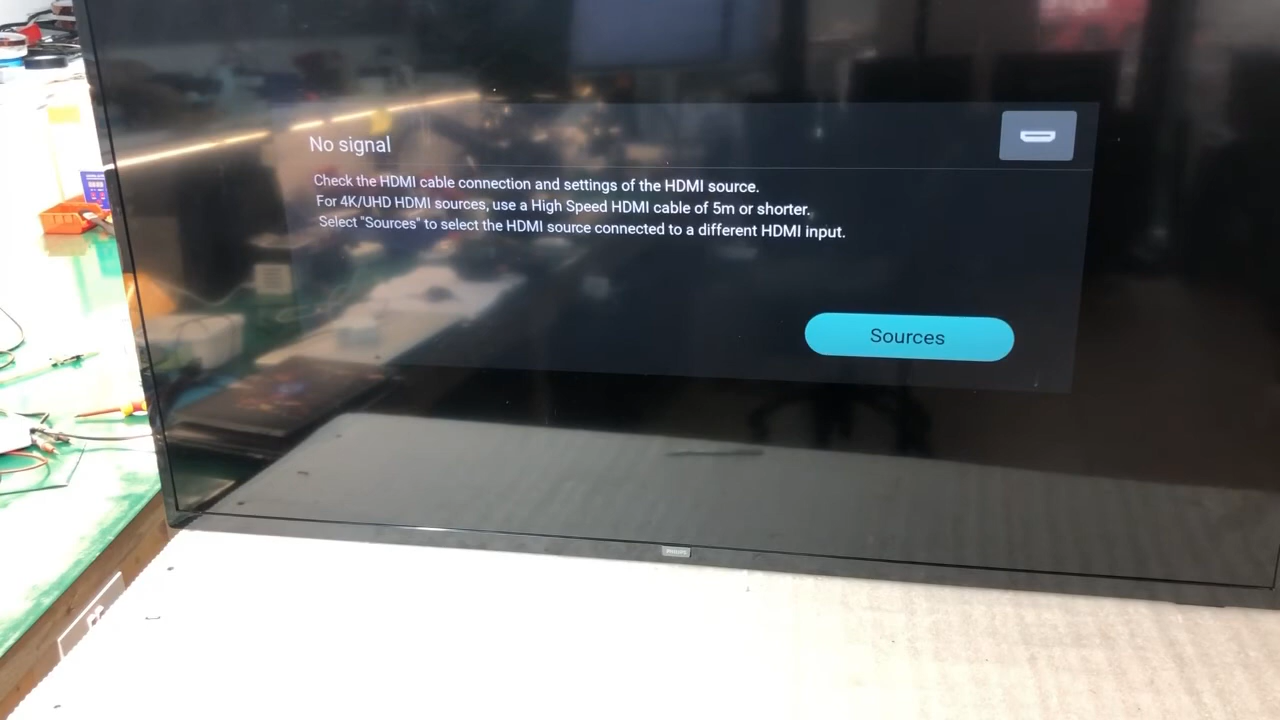 No signal
Check the HDMI cable connection and settings of the HDMI source.
For 4K/UHD HDMI sources, use a High Speed HDMI cable of 5m or shorter.
Select "Sources" to select the HDMI source connected to a different HDMI input.
Sources
PHILIPS